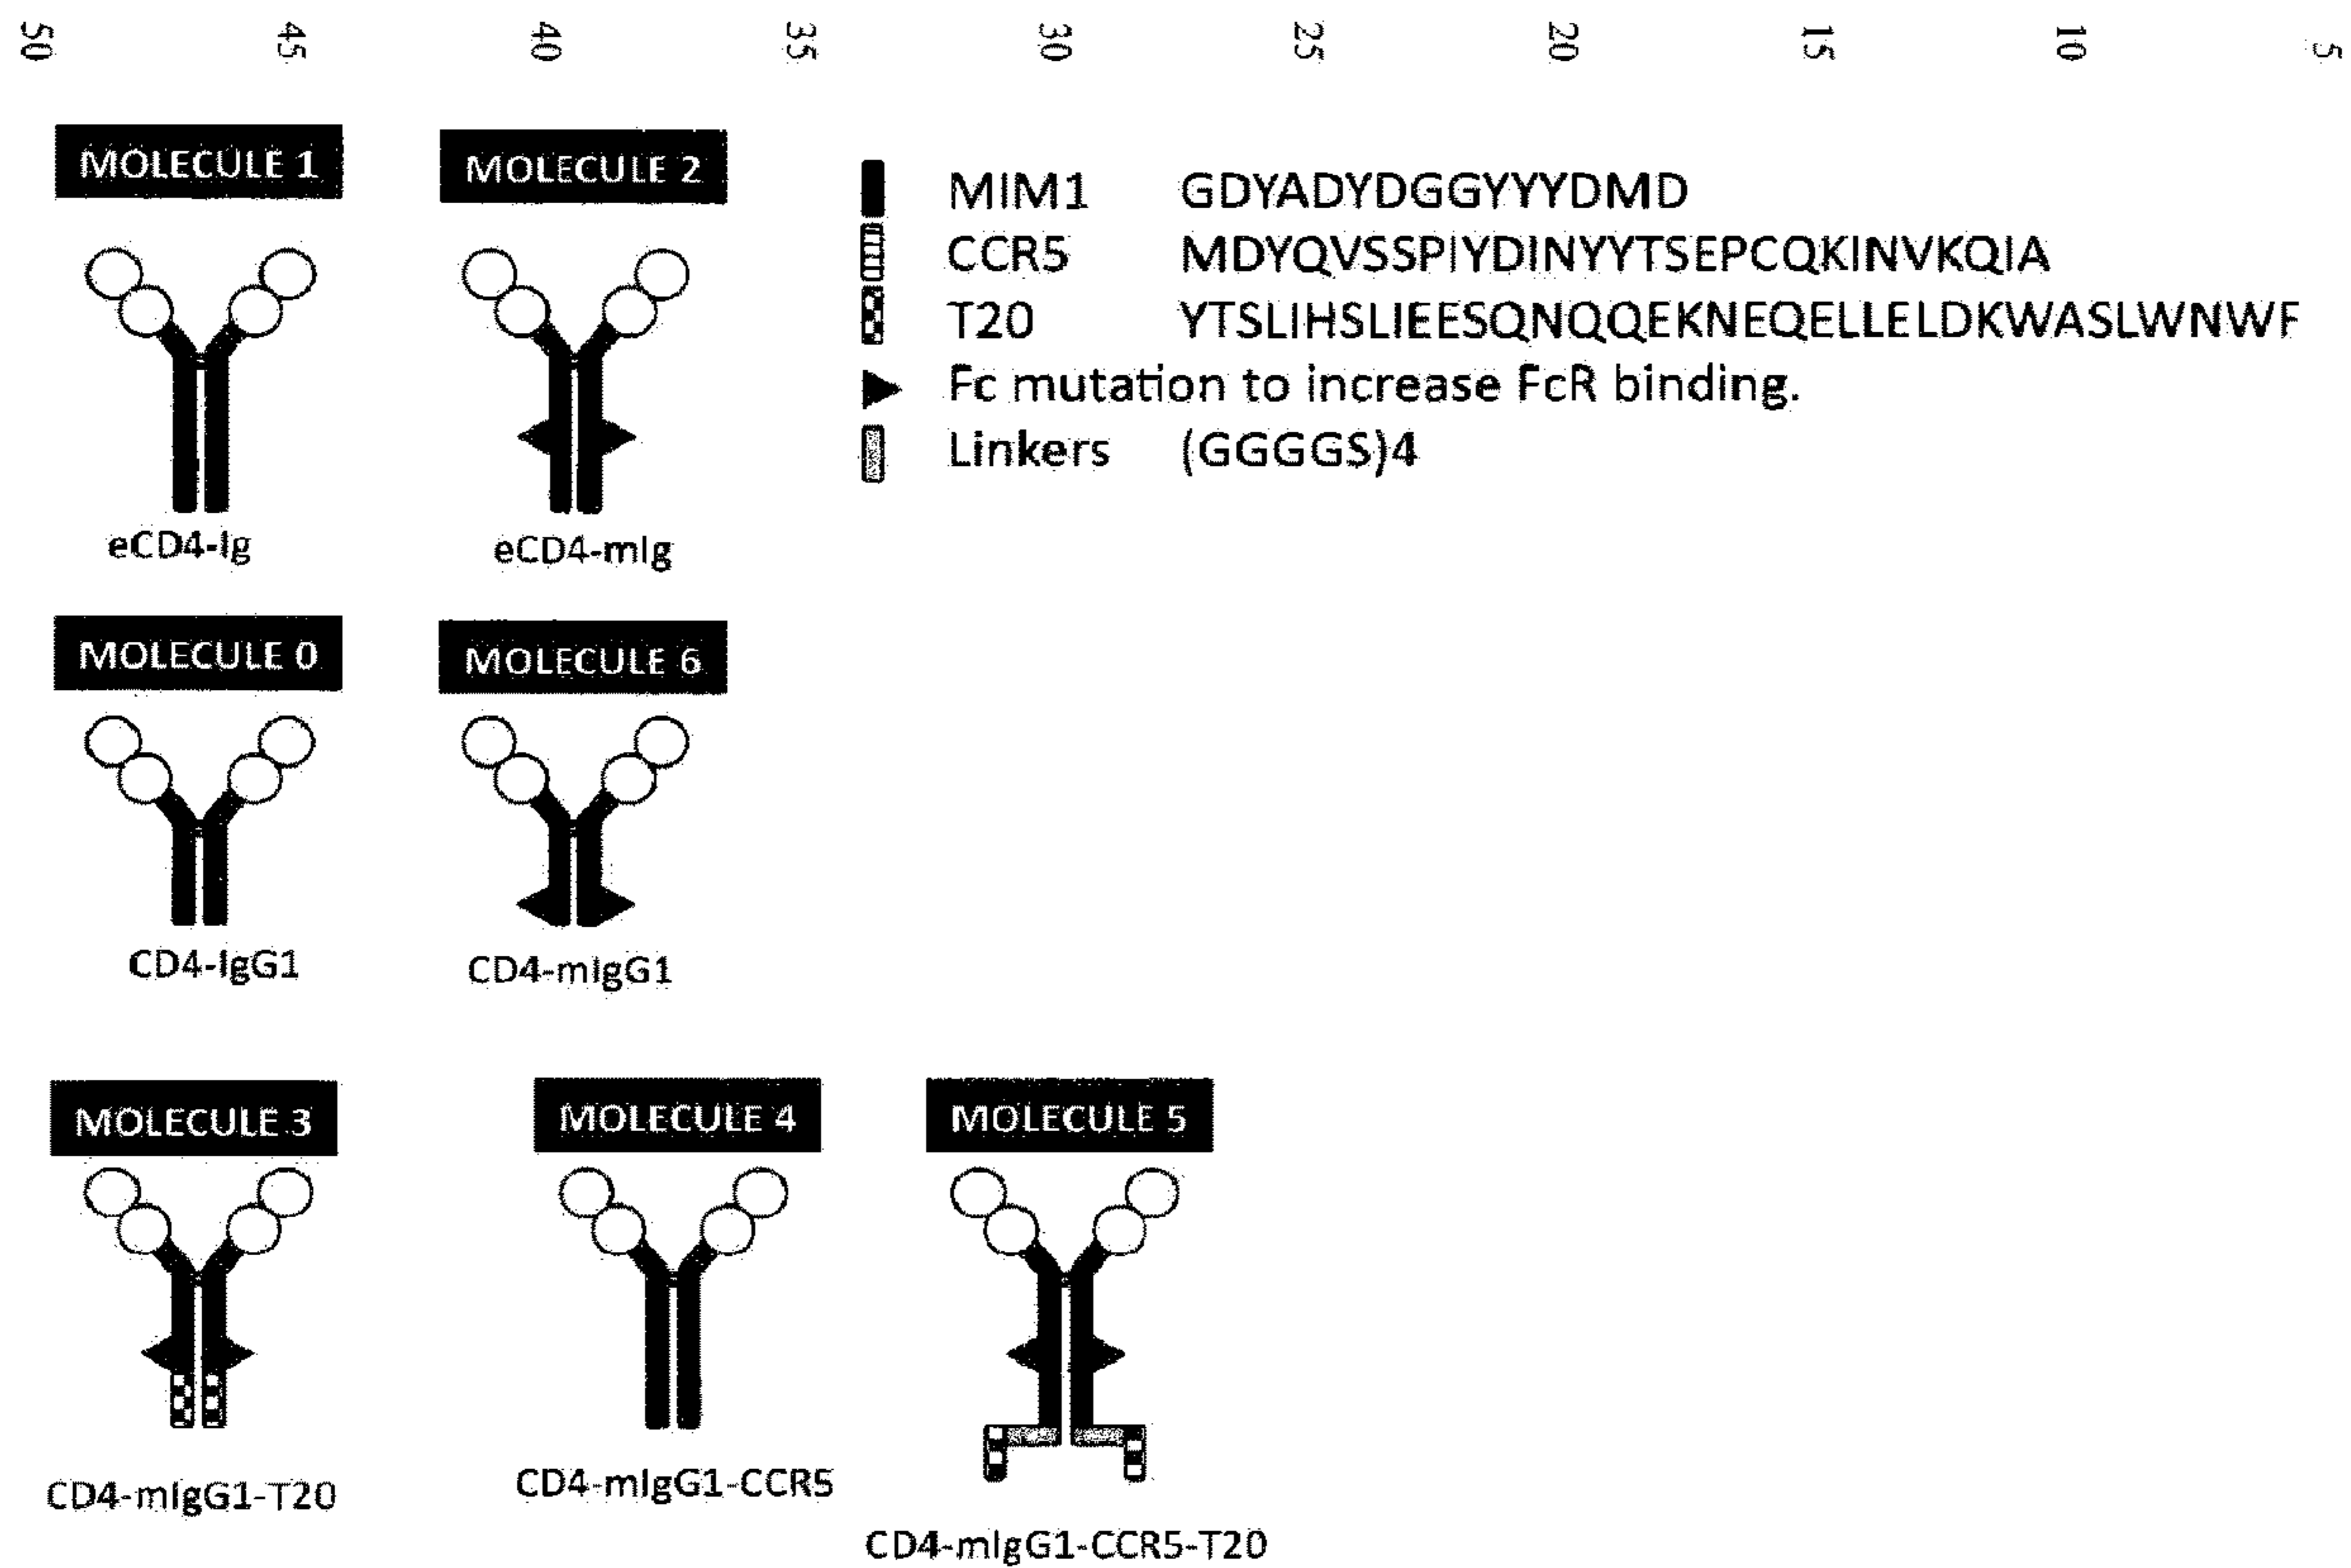 50 45 40 35 30 25 20 15 10 5
MOLECULE 1
MOLECULE 2
MIM1 GDYADYDGGYYYDMD
CCR5 MDYQVSSPIYDINYYTSEPCQKINVKQIA
T20 YTSLIHSLIEESQNQQEKNEQELLELDKWASLWNWF
Fc mutation to increase FcR binding.
Linkers (GGGGS)4
eCD4-Ig
eCD4-mIg
MOLECULE 0
MOLECULE 6
CD4-IgG1
CD4-mIgG1
MOLECULE 3
MOLECULE 4
MOLECULE 5
CD4-mIgG1-T20
CD4-mIgG1-CCR5
CD4-mIgG1-CCR5-T20